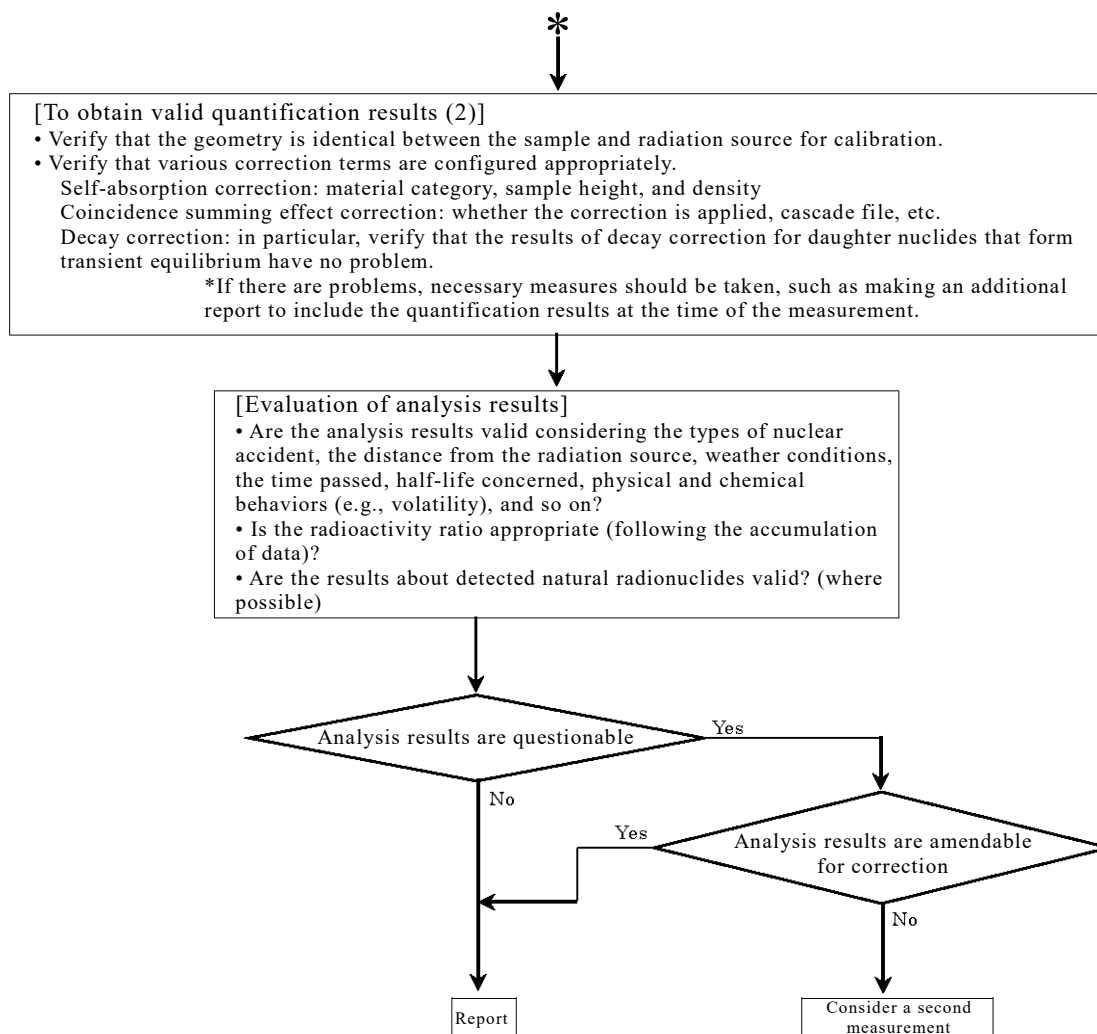 *
[To obtain valid quantification results (2)]
• Verify that the geometry is identical between the sample and radiation source for calibration.
• Verify that various correction terms are configured appropriately.
Self-absorption correction: material category, sample height, and density
Coincidence summing effect correction: whether the correction is applied, cascade file, etc.
Decay correction: in particular, verify that the results of decay correction for daughter nuclides that form
transient equilibrium have no problem.
*If there are problems, necessary measures should be taken, such as making an additional
report to include the quantification results at the time of the measurement.
[Evaluation of analysis results]
• Are the analysis results valid considering the types of nuclear
accident, the distance from the radiation source, weather conditions,
the time passed, half-life concerned, physical and chemical
behaviors (e.g., volatility), and so on?
• Is the radioactivity ratio appropriate (following the accumulation
of data)?
• Are the results about detected natural radionuclides valid? (where
possible)
Analysis results are questionable
Yes
No
Yes
Analysis results are amendable
for correction
No
Report
Consider a second
measurement